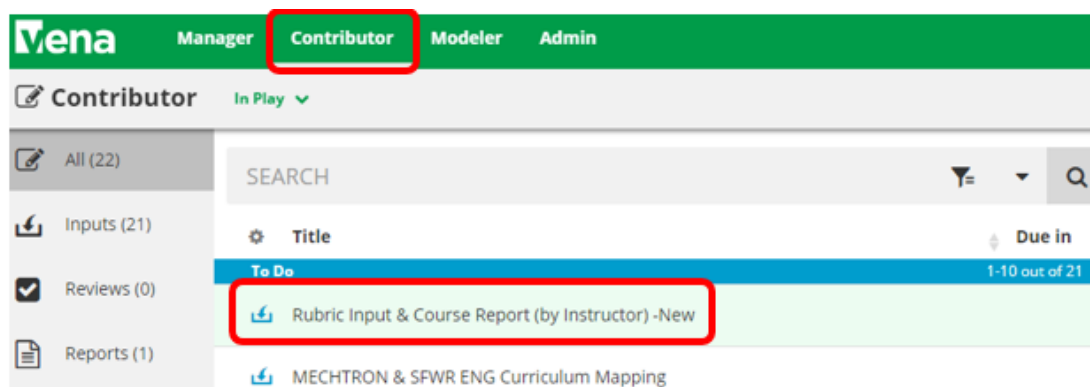 Vena Manager Contributor Modeler Admin
Contributor In Play
All (22)
SEARCH
Inputs (21)
Title Due in
To Do 1-10 out of 21
Reviews (0)
Rubric Input & Course Report (by Instructor) -New
Reports (1)
MECHTRON & SFWR ENG Curriculum Mapping